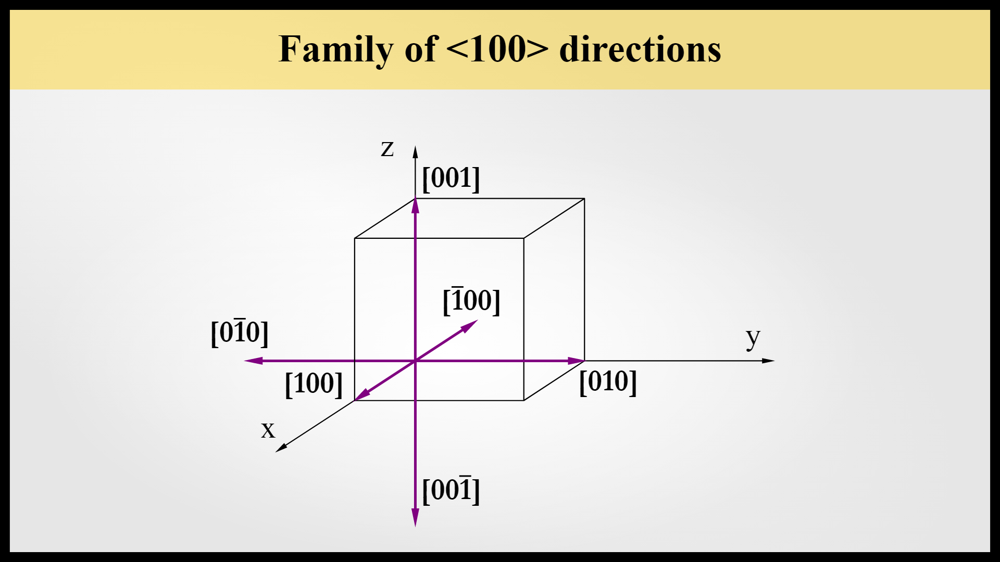 Family of <100> directions
z
[001]
[1̅00]
[01̅0]
y
[100]
[010]
x
[001̅]